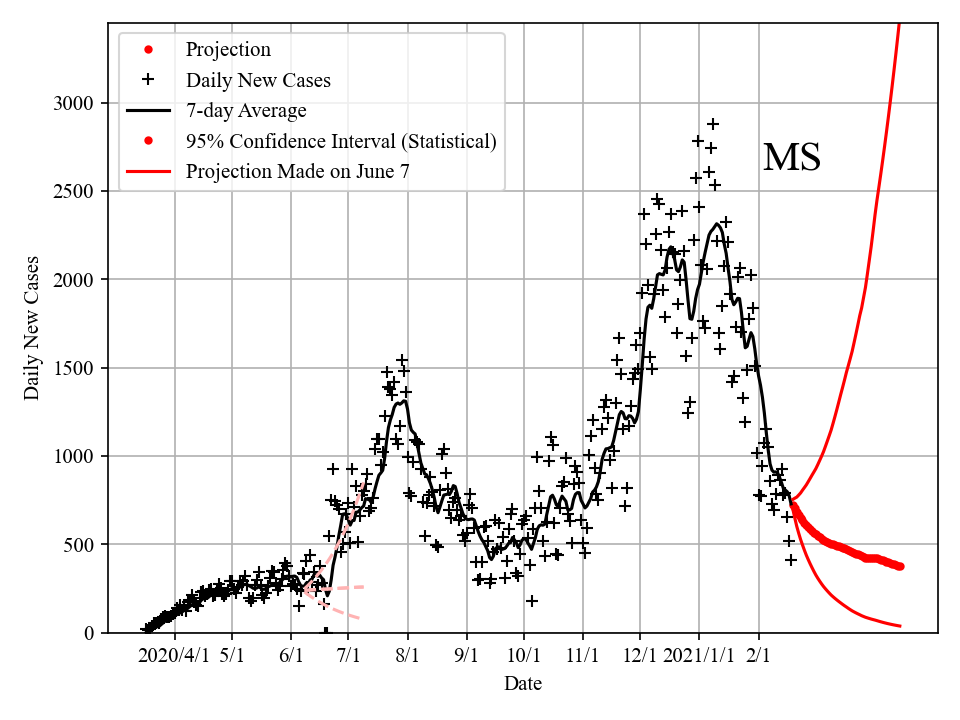 Projection
Daily New Cases
7-day Average
95% Confidence Interval (Statistical)
Projection Made on June 7
MS
3000
2500
2000
1500
1000
500
0
Daily New Cases
2020/4/1 5/1 6/1 7/1 8/1 9/1 10/1 11/1 12/1 2021/1/1 2/1
Date